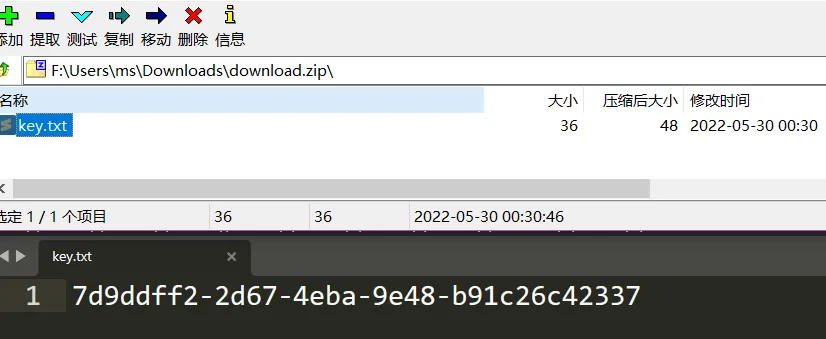 添加 提取 测试 复制 移动 删除 信息
F:\Users\ms\Downloads\download.zip\
名称 大小 压缩后大小 修改时间
key.txt 36 48 2022-05-30 00:30
选定 1 / 1 个项目 36 36 2022-05-30 00:30:46
key.txt ×
1 7d9ddff2-2d67-4eba-9e48-b91c26c42337